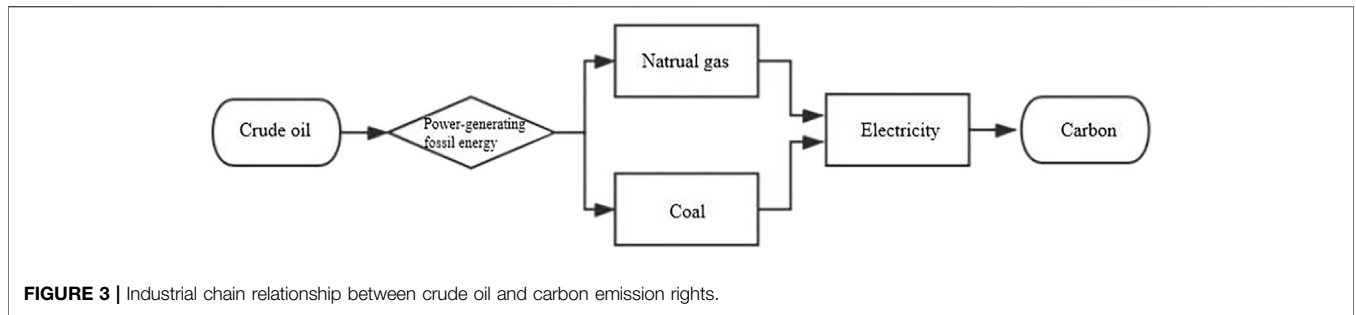 Natrual gas
Crude oil
Power-generating
fossil energy
Electricity
Carbon
Coal
FIGURE 3 | Industrial chain relationship between crude oil and carbon emission rights.